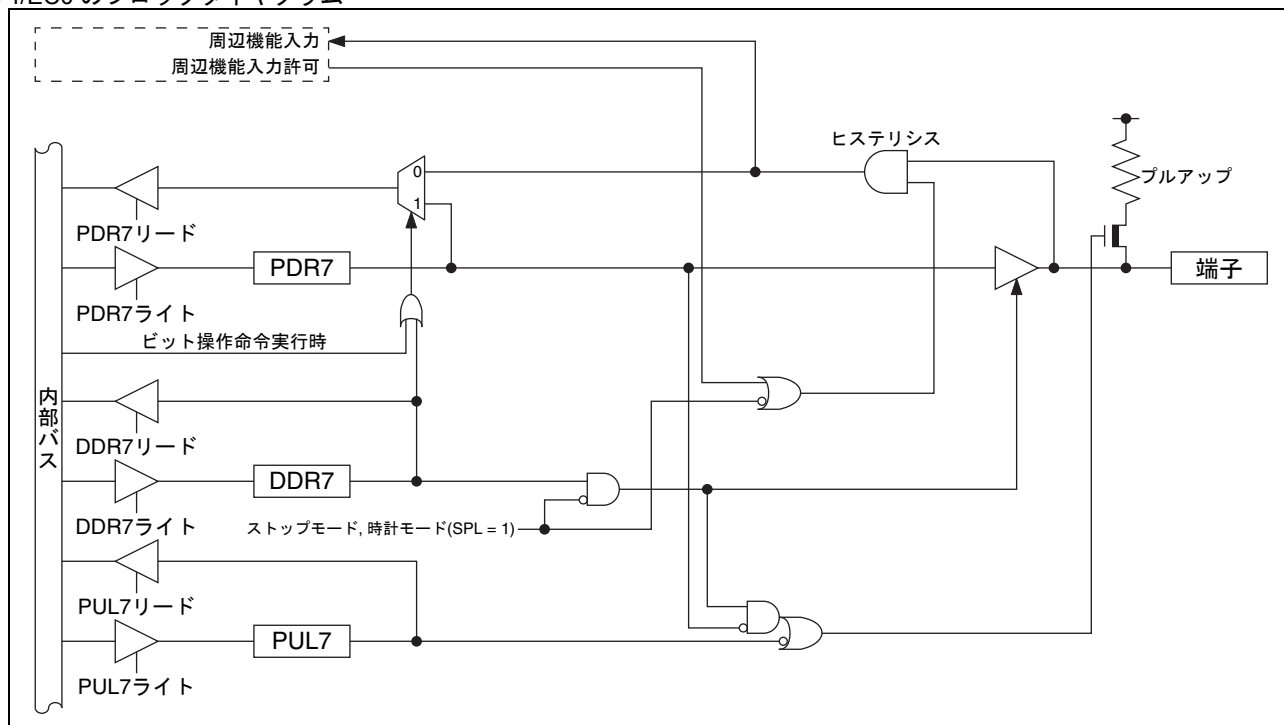 周辺機能入力
周辺機能入力許可
ヒステリシス
プルアップ
0
1
PDR7リード
PDR7
端子
PDR7ライト
ビット操作命令実行時
内部バス
DDR7リード
DDR7
DDR7ライト
ストップモード, 時計モード(SPL = 1)
PUL7リード
PUL7
PUL7ライト